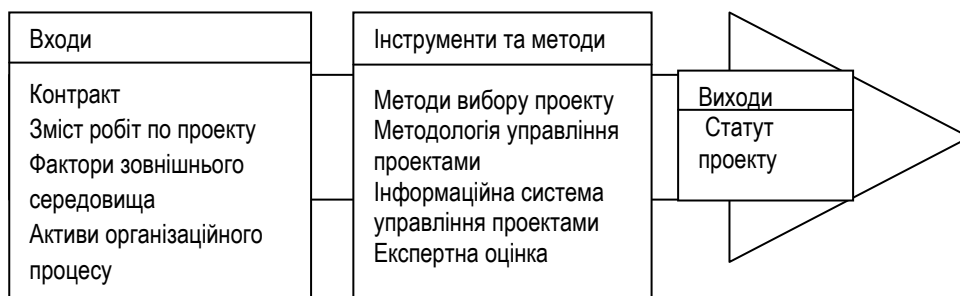 Входи
Контракт
Зміст робіт по проекту
Фактори зовнішнього
середовища
Активи організаційного
процесу
Інструменти та методи
Методи вибору проекту
Методологія управління
проектами
Інформаційна система
управління проектами
Експертна оцінка
Виходи
Статут
проекту